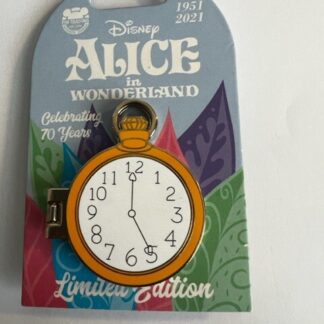 1951
2021
Disney
ALICE
in
WONDERLAND
Celebrating
70 Years
12
11 1
10 2
9 3
8 4
7 5
6
Limited Edition